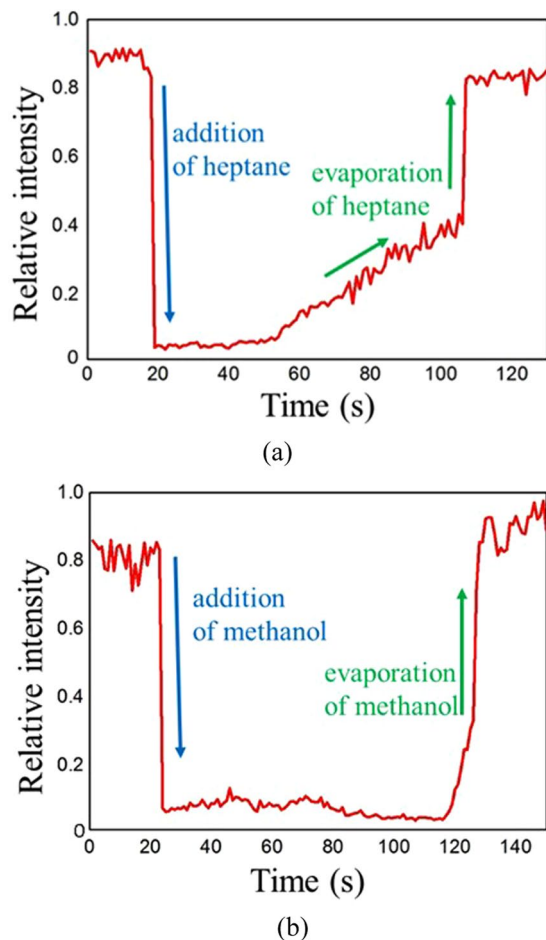 1.0
0.8
0.6
0.4
0.2
0
Relative intensity
addition
of heptane
evaporation
of heptane
0 20 40 60 80 100 120
Time (s)
(a)
1.0
0.8
0.6
0.4
0.2
0
Relative intensity
addition
of methanol
evaporation
of methanol
0 20 40 60 80 100 120 140
Time (s)
(b)